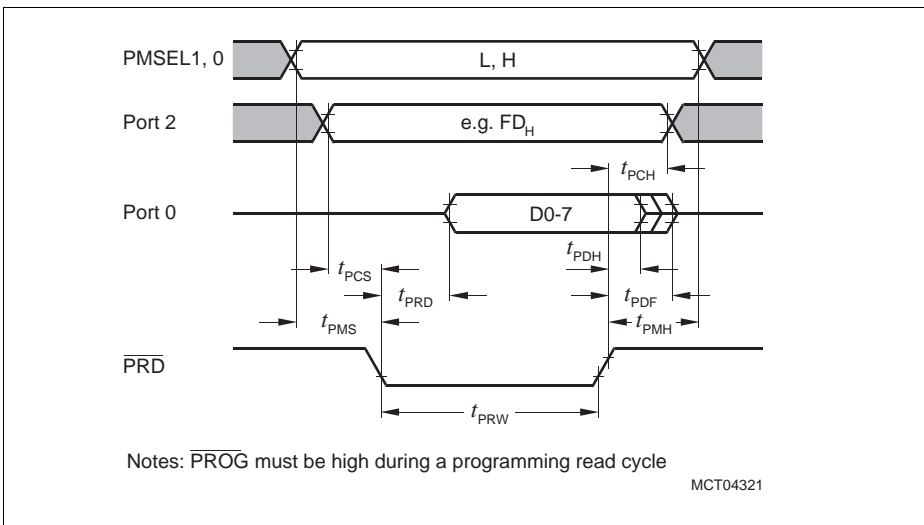 PMSEL1, 0
L, H
Port 2
e.g. FDH
tPCH
Port 0
D0-7
tPDH
tPCS
tPRD
tPDF
tPMS
tPMH
PRD
tPRW
Notes: PROG must be high during a programming read cycle
MCT04321